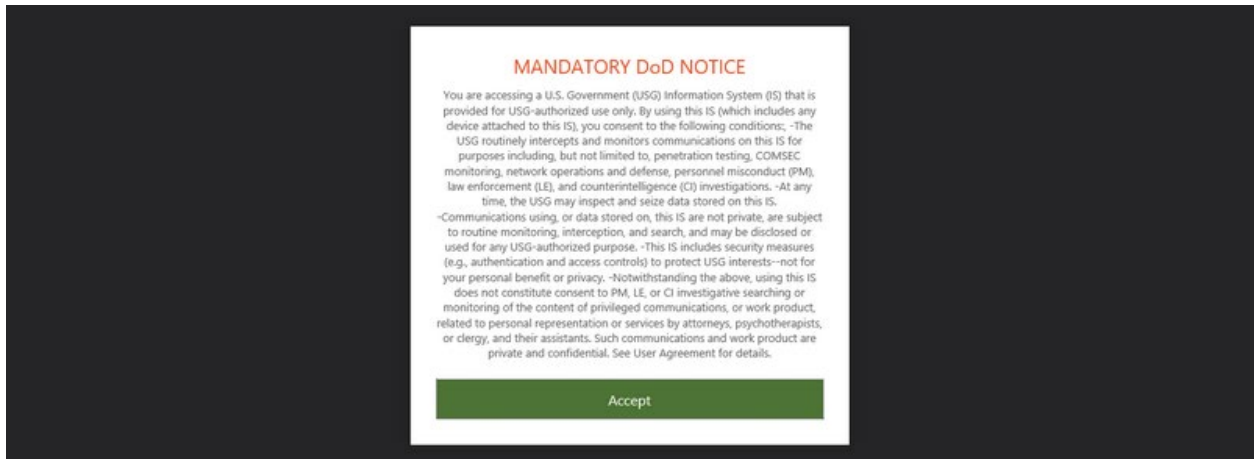 MANDATORY DoD NOTICE
You are accessing a U.S. Government (USG) Information System (IS) that is
provided for USG-authorized use only. By using this IS (which includes any
device attached to this IS), you consent to the following conditions:, -The
USG routinely intercepts and monitors communications on this IS for
purposes including, but not limited to, penetration testing, COMSEC
monitoring, network operations and defense, personnel misconduct (PM),
law enforcement (LE), and counterintelligence (CI) investigations. -At any
time, the USG may inspect and seize data stored on this IS.
-Communications using, or data stored on, this IS are not private, are subject
to routine monitoring, interception, and search, and may be disclosed or
used for any USG-authorized purpose. -This IS includes security measures
(e.g., authentication and access controls) to protect USG interests--not for
your personal benefit or privacy. -Notwithstanding the above, using this IS
does not constitute consent to PM, LE, or CI investigative searching or
monitoring of the content of privileged communications, or work product,
related to personal representation or services by attorneys, psychotherapists,
or clergy, and their assistants. Such communications and work product are
private and confidential. See User Agreement for details.
Accept